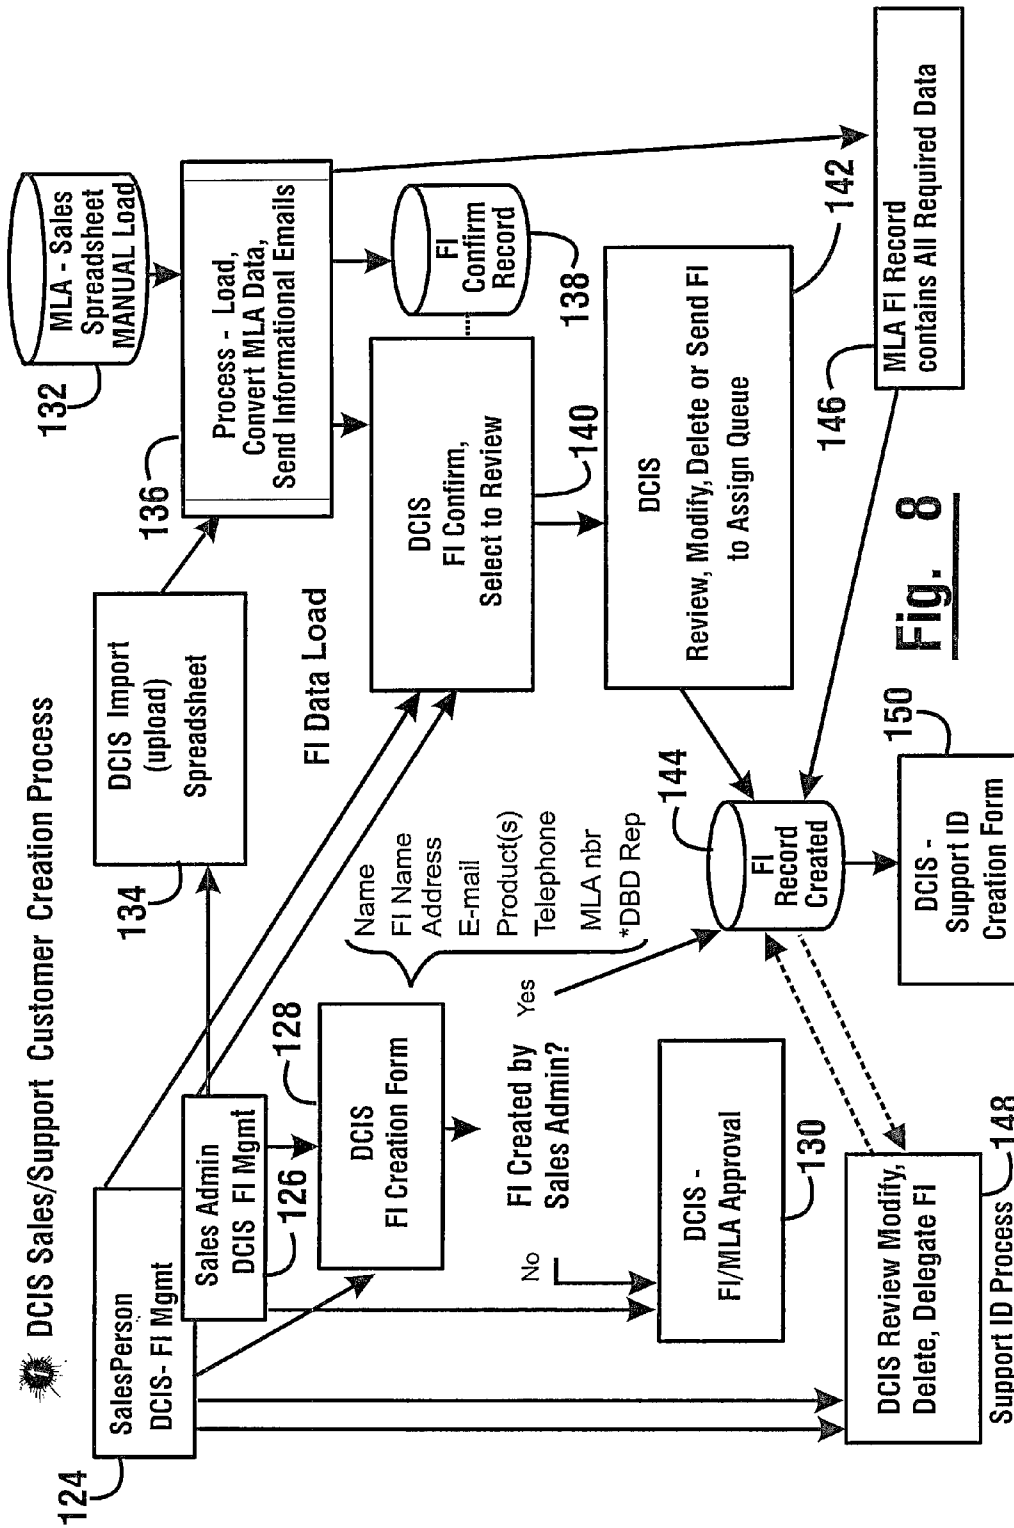 DCIS Sales/Support Customer Creation Process
124
SalesPerson
DCIS- FI Mgmt
Sales Admin
DCIS FI Mgmt
126
134
DCIS Import
(upload)
Spreadsheet
132
MLA - Sales
Spreadsheet
MANUAL Load
136
Process - Load,
Convert MLA Data,
Send Informational Emails
FI Data Load
128
DCIS
FI Creation Form
Name
FI Name
Address
E-mail
Product(s)
Telephone
MLA nbr
*DBD Rep
DCIS
FI Confirm,
Select to Review
140
FI
Confirm
Record
138
No
FI Created by
Sales Admin?
Yes
DCIS -
FI/MLA Approval
130
DCIS
Review, Modify, Delete or Send FI
to Assign Queue
142
144
FI
Record
Created
146
MLA FI Record
contains All Required Data
DCIS Review Modify,
Delete, Delegate FI
148
Support ID Process
150
DCIS -
Support ID
Creation Form
Fig. 8